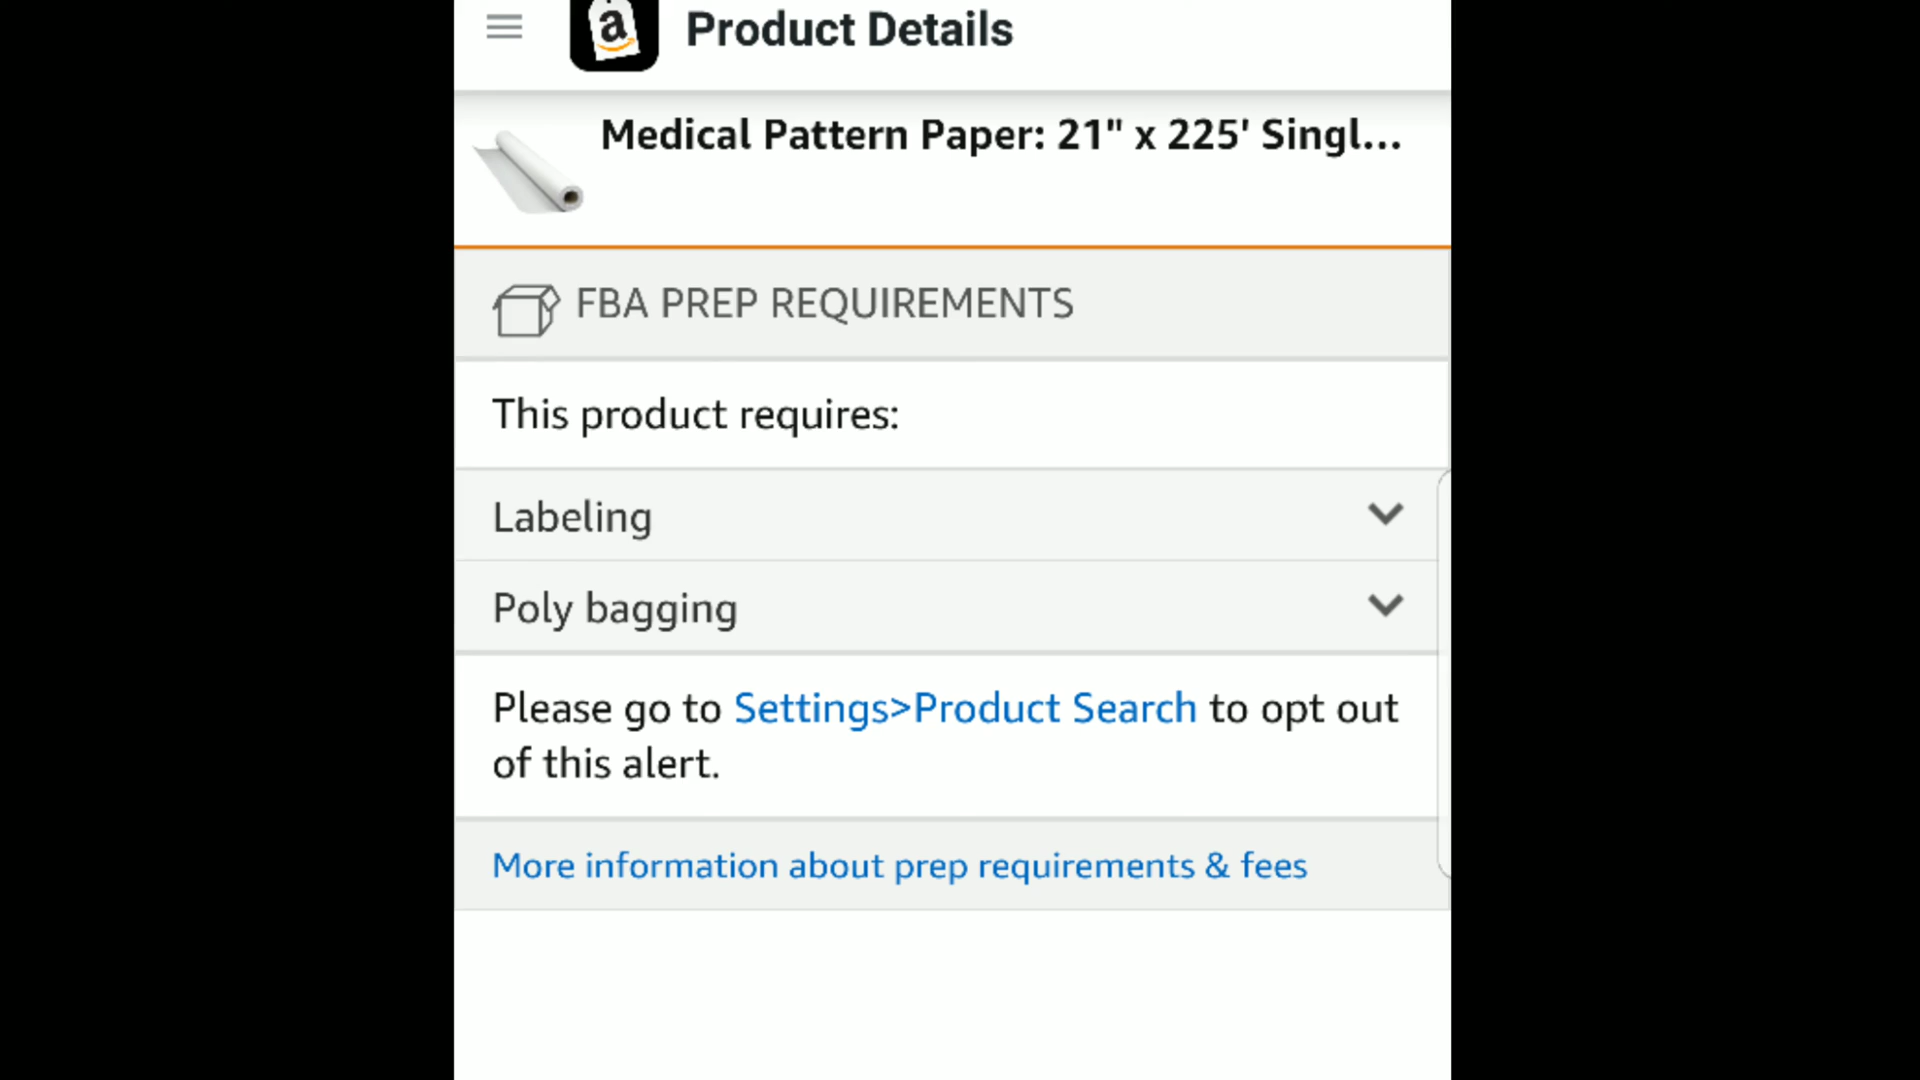 a
Product Details
Medical Pattern Paper: 21" x 225' Singl...
FBA PREP REQUIREMENTS
This product requires:
Labeling
Poly bagging
Please go to Settings>Product Search to opt out
of this alert.
More information about prep requirements & fees